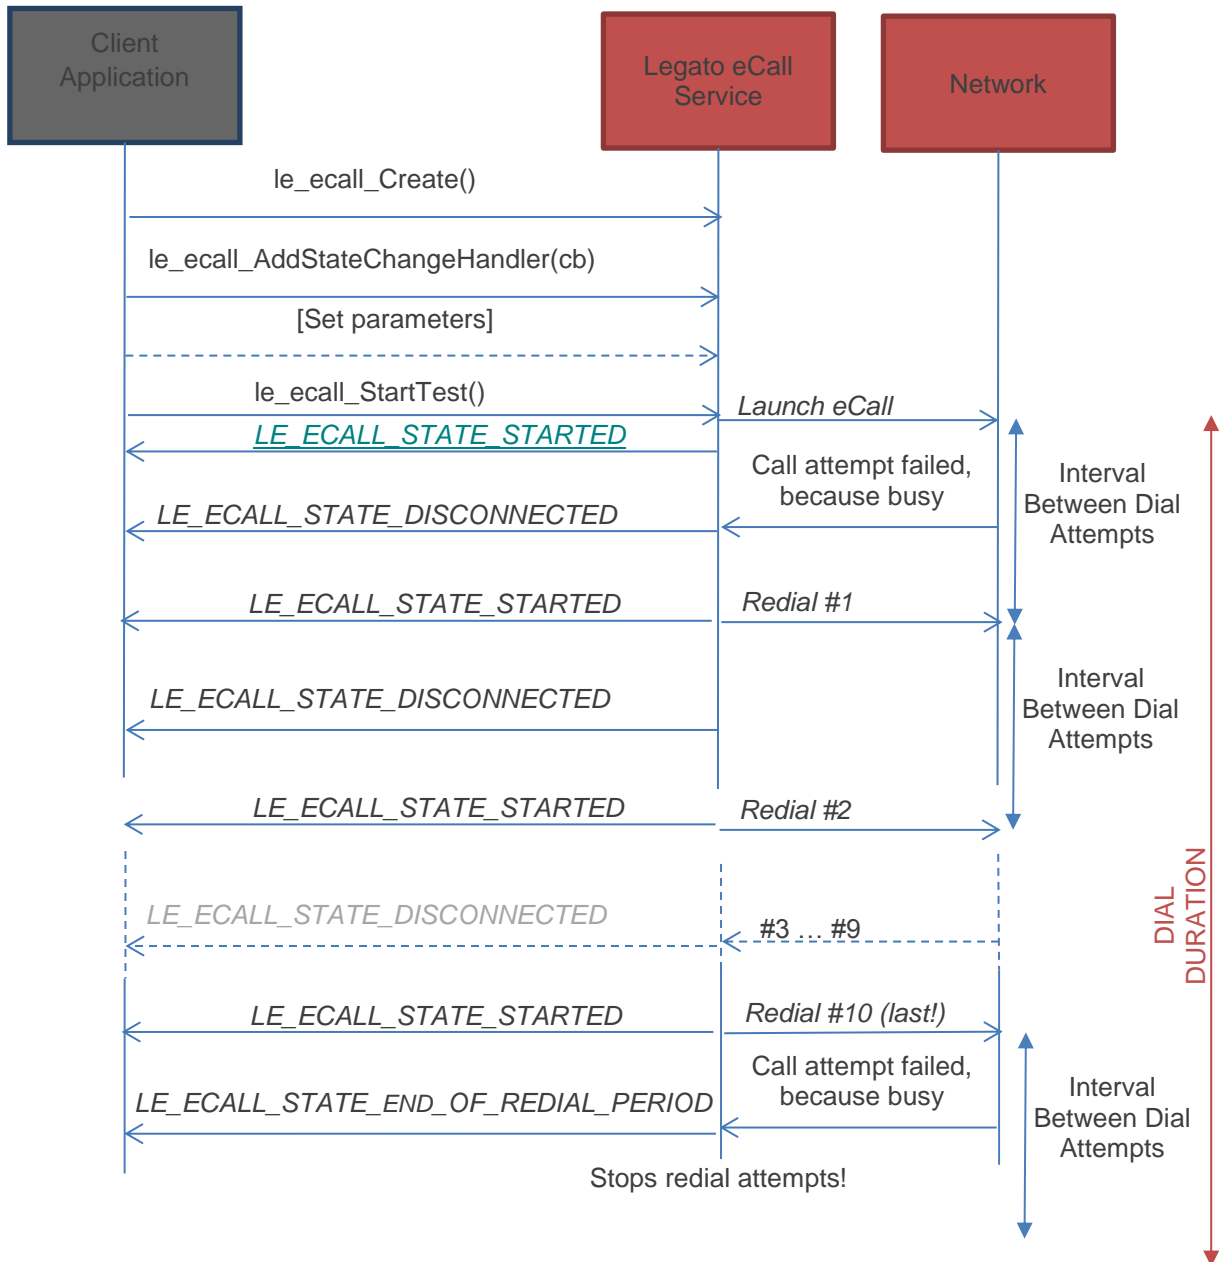 Client
Application
Legato eCall
Service
Network
le_ecall_Create()
le_ecall_AddStateChangeHandler(cb)
[Set parameters]
le_ecall_StartTest()
Launch eCall
LE_ECALL_STATE_STARTED
Call attempt failed,
because busy
Interval
Between Dial
Attempts
LE_ECALL_STATE_DISCONNECTED
LE_ECALL_STATE_STARTED
Redial #1
LE_ECALL_STATE_DISCONNECTED
Interval
Between Dial
Attempts
LE_ECALL_STATE_STARTED
Redial #2
DIAL
DURATION
LE_ECALL_STATE_DISCONNECTED
#3 … #9
LE_ECALL_STATE_STARTED
Redial #10 (last!)
Call attempt failed,
because busy
LE_ECALL_STATE_END_OF_REDIAL_PERIOD
Interval
Between Dial
Attempts
Stops redial attempts!